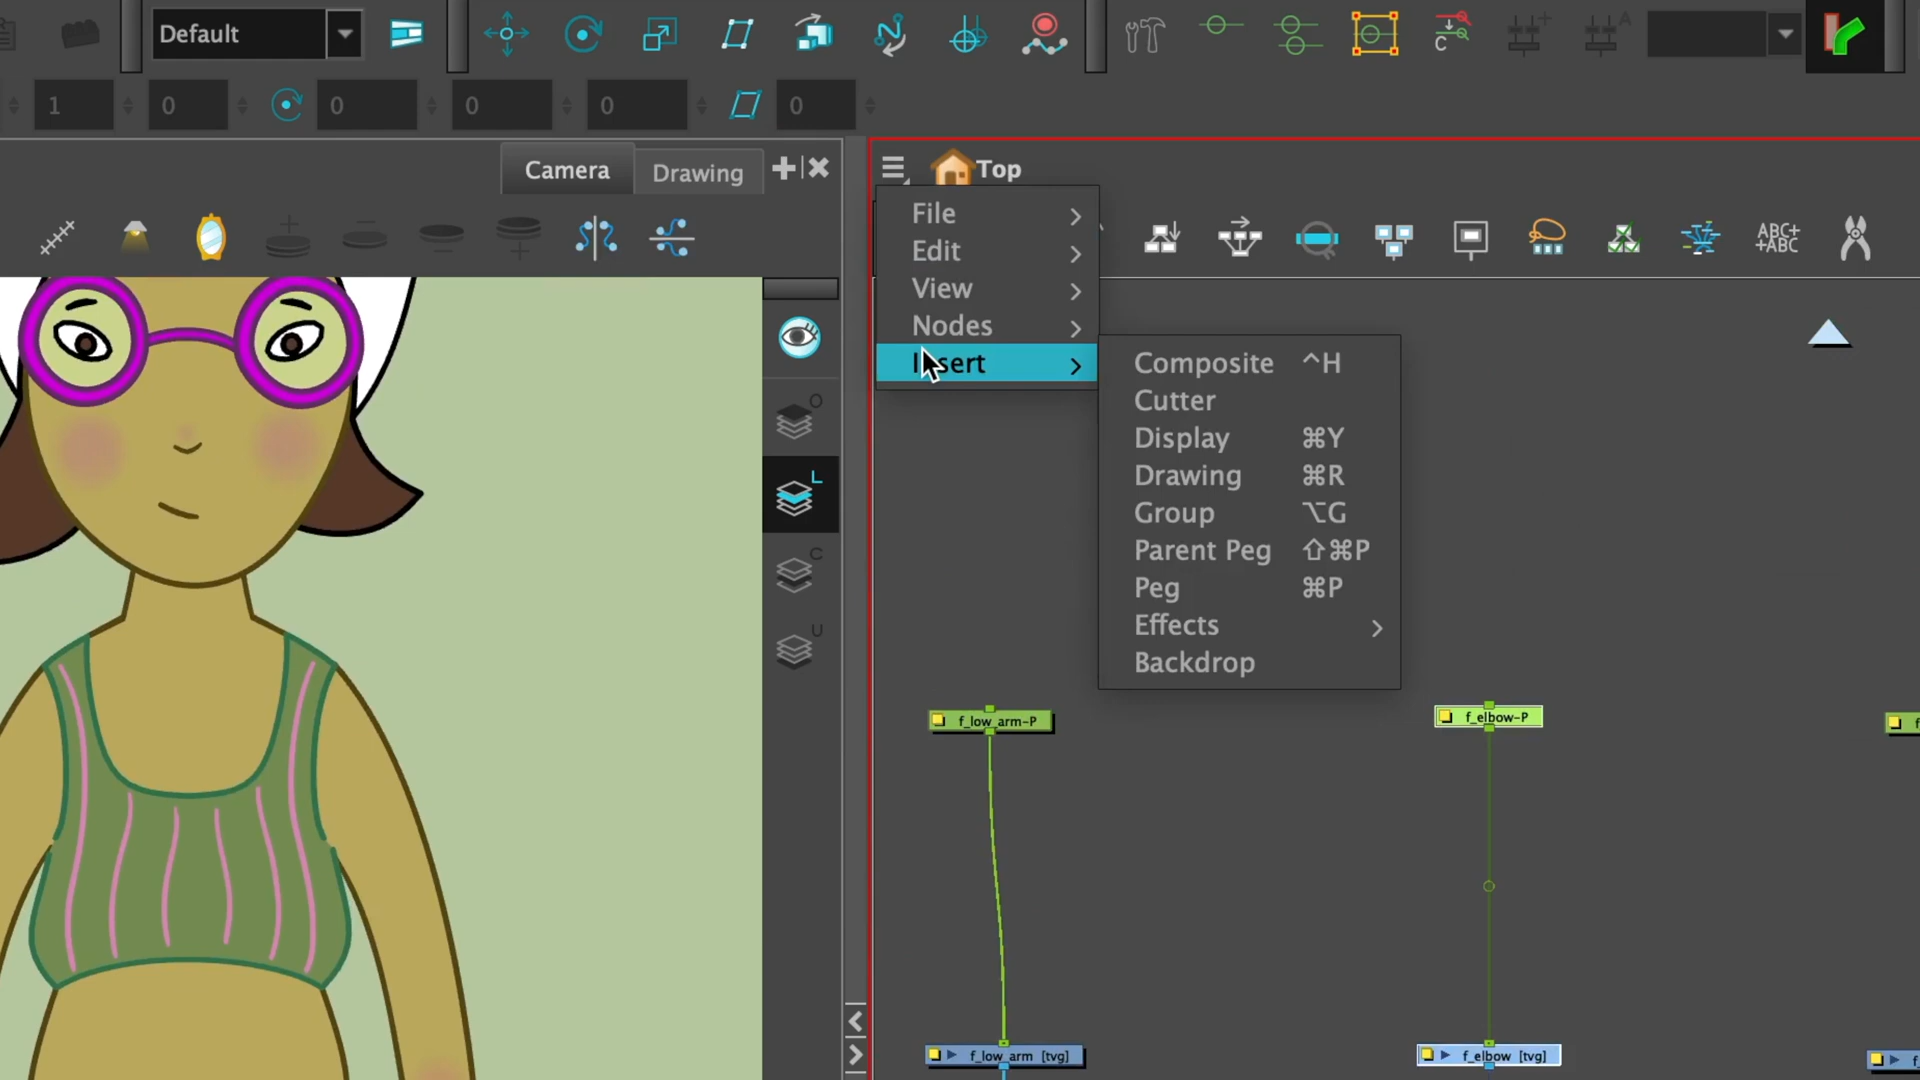 Default
C
A
1
0
0
0
0
0
Camera
Drawing
Top
ABC+
+ABC
File
Edit
View
Nodes
Insert
Composite ^H
Cutter
Display ⌘Y
Drawing ⌘R
Group ⌥G
Parent Peg ⇧⌘P
Peg ⌘P
Effects
Backdrop
O
L
C
U
f_low_arm-P
f_elbow-P
f_low_arm [tvg]
f_elbow [tvg]